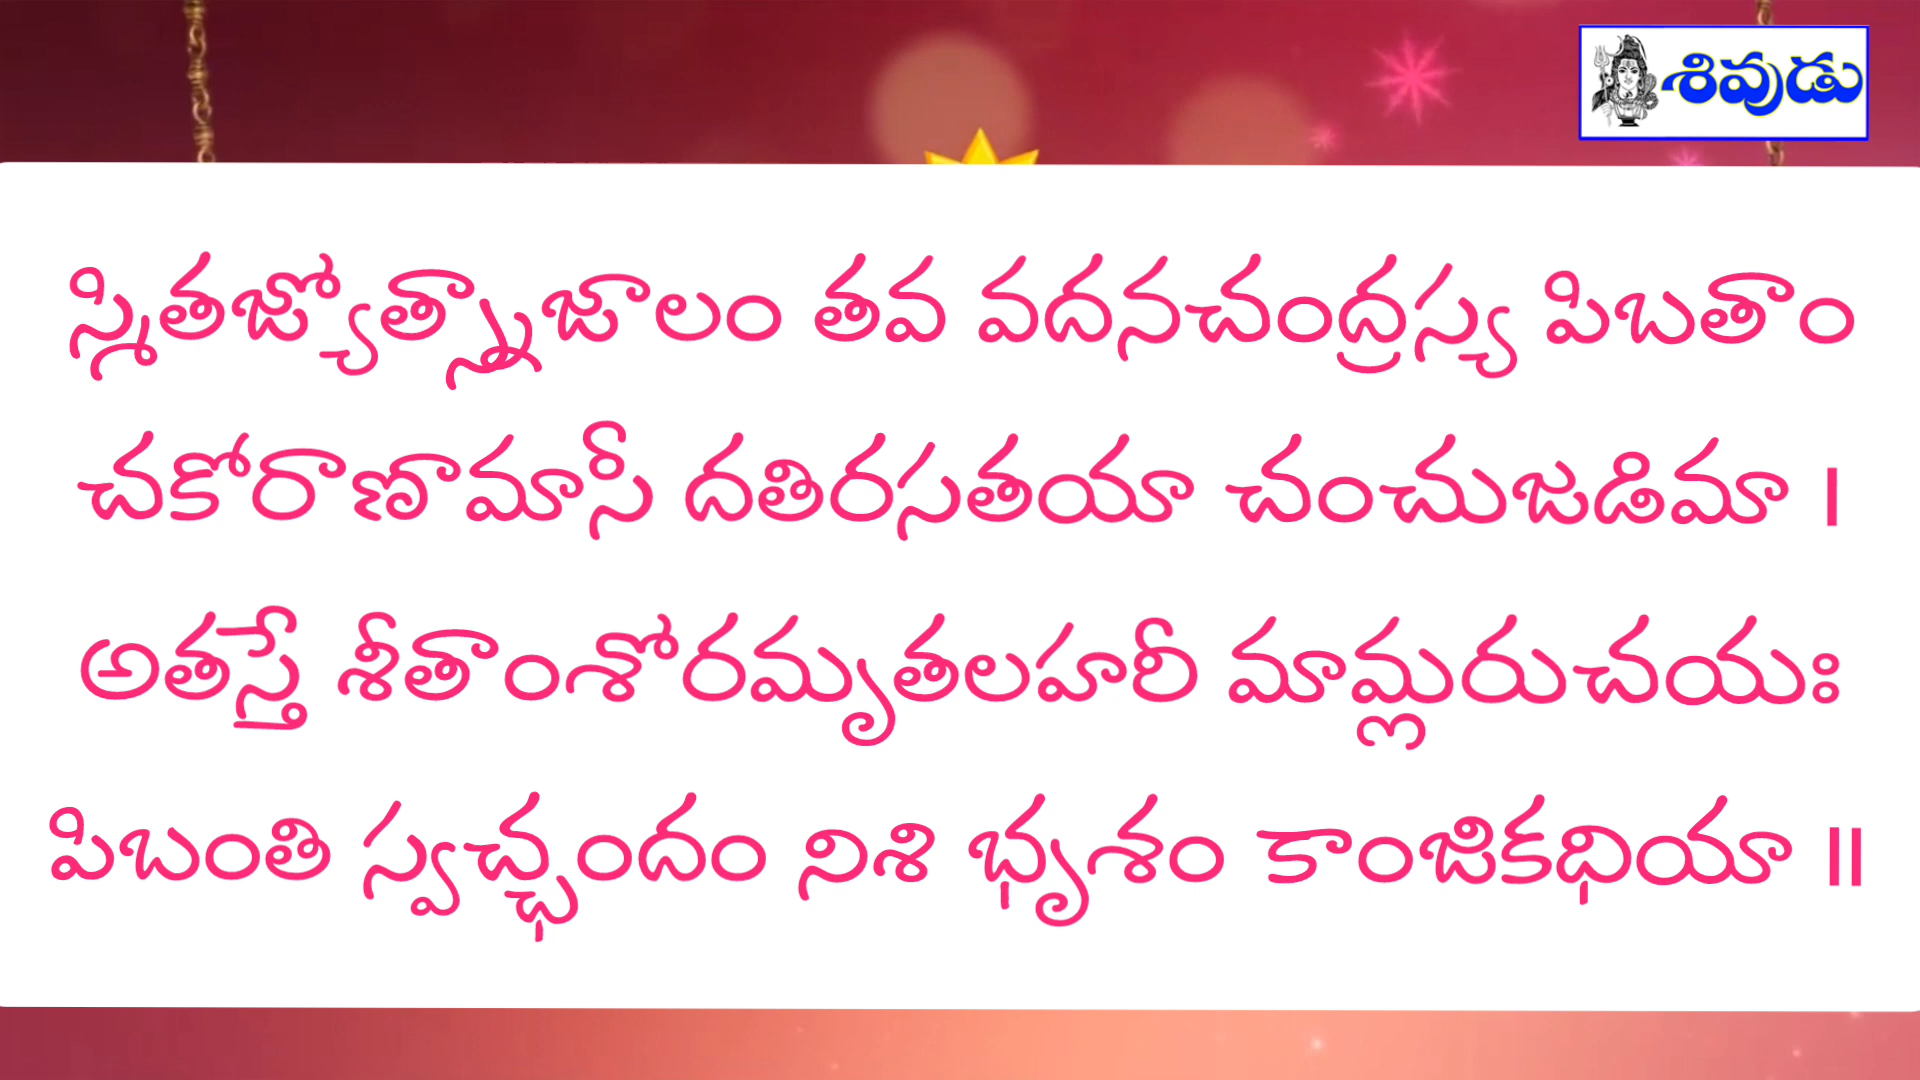 శివుడు
స్మితజ్యోత్స్నాజాలం తవ వదనచంద్రస్య పిబతాం
చకోరాణామాసీ దతిరసతయా చంచుజడిమా ।
అతస్తే శీతాంశోరమృతలహరీ మామ్లరుచయః
పిబంతి స్వచ్ఛందం నిశి భృశం కాంజికధియా ॥